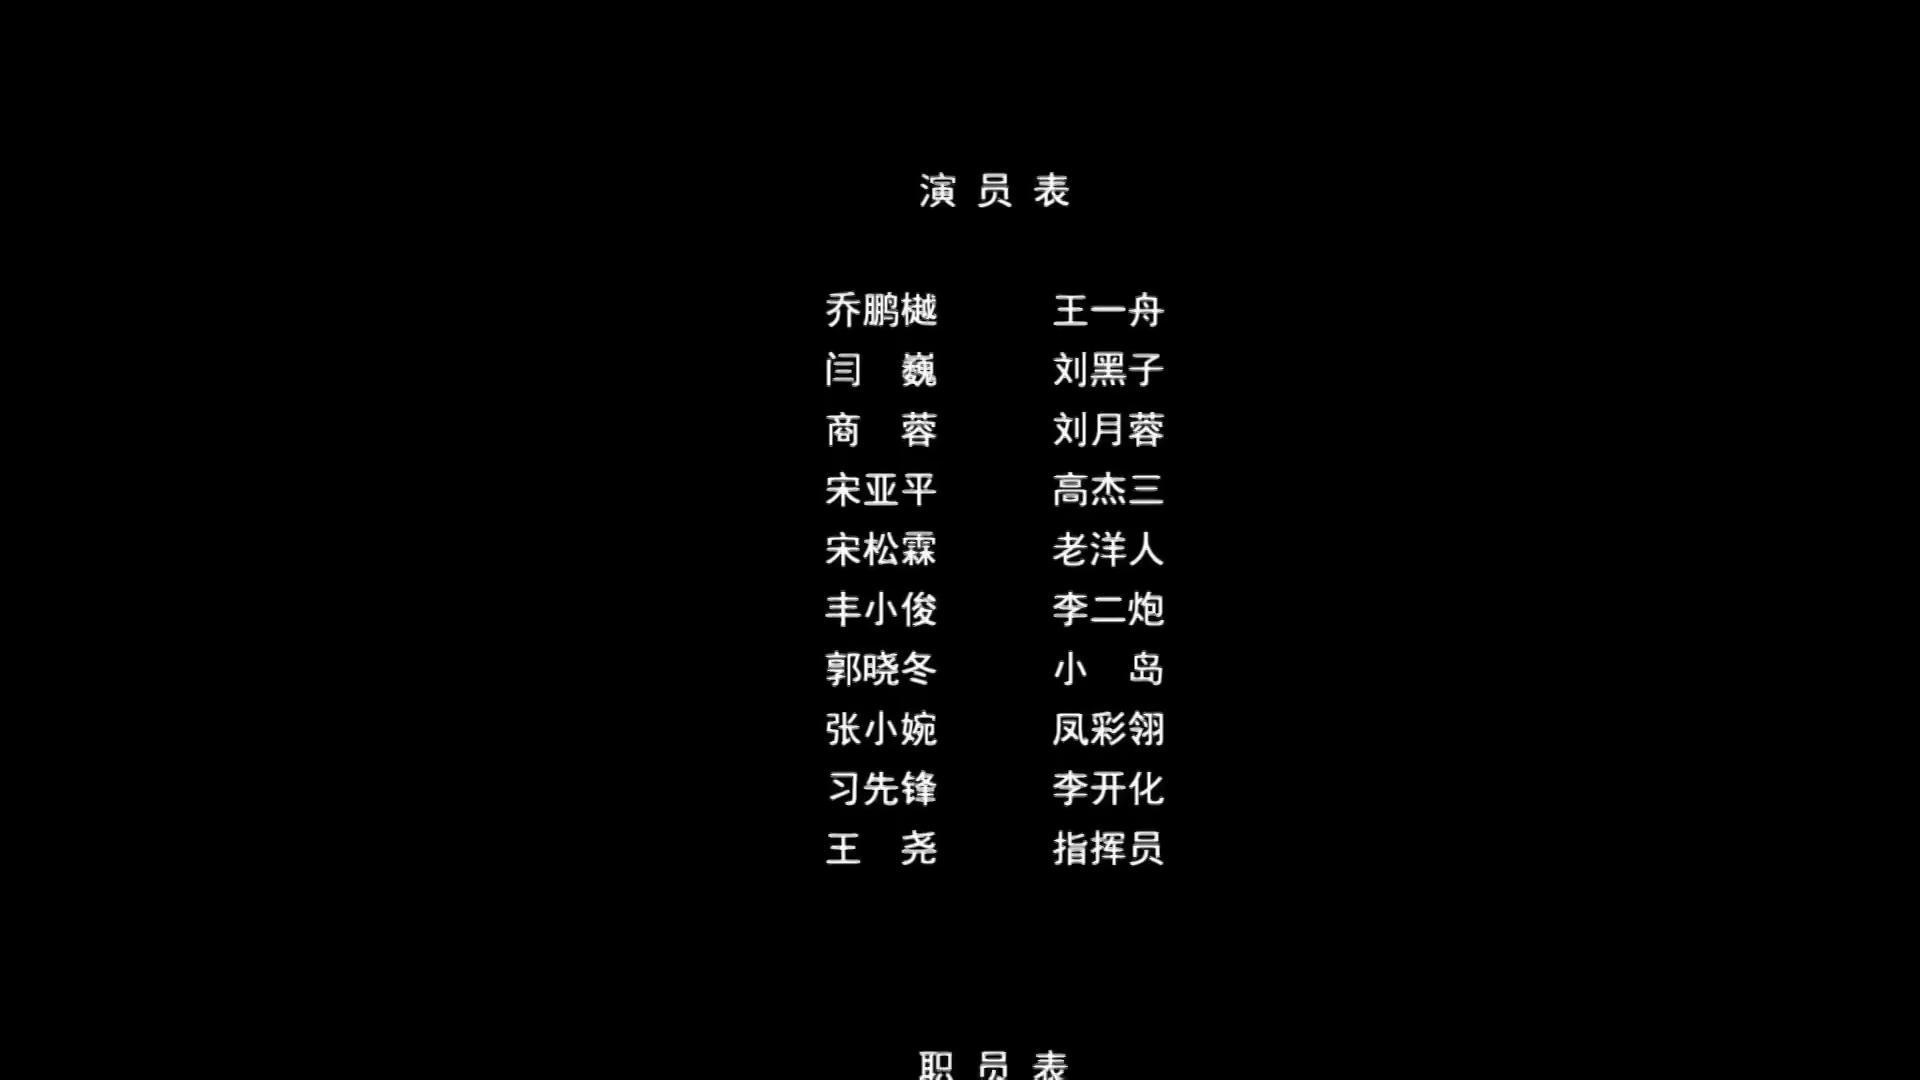 演 员 表
乔鹏樾 王一舟
闫 巍 刘黑子
商 蓉 刘月蓉
宋亚平 高杰三
宋松霖 老洋人
丰小俊 李二炮
郭晓冬 小 岛
张小婉 凤彩翎
习先锋 李开化
王 尧 指挥员
职 员 表